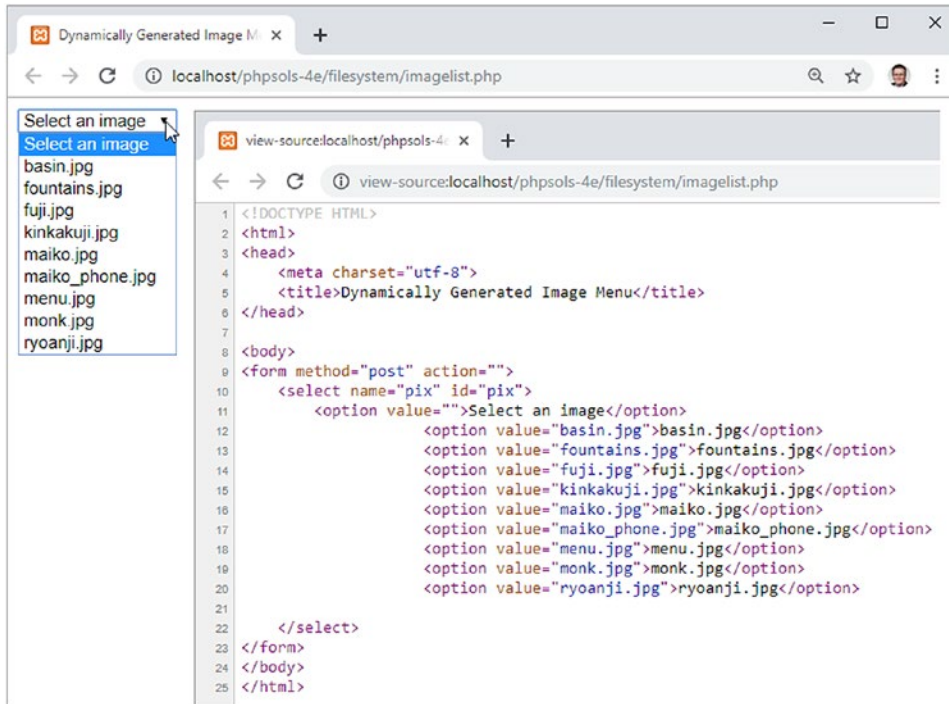 Dynamically Generated Image M
localhost/phpsols-4e/filesystem/imagelist.php
Select an image
Select an image
basin.jpg
fountains.jpg
fuji.jpg
kinkakuji.jpg
maiko.jpg
maiko_phone.jpg
menu.jpg
monk.jpg
ryoanji.jpg
view-source:localhost/phpsols-4e
view-source:localhost/phpsols-4e/filesystem/imagelist.php
1 <!DOCTYPE HTML>
2 <html>
3 <head>
4 <meta charset="utf-8">
5 <title>Dynamically Generated Image Menu</title>
6 </head>
7
8 <body>
9 <form method="post" action="">
10 <select name="pix" id="pix">
11 <option value="">Select an image</option>
12 <option value="basin.jpg">basin.jpg</option>
13 <option value="fountains.jpg">fountains.jpg</option>
14 <option value="fuji.jpg">fuji.jpg</option>
15 <option value="kinkakuji.jpg">kinkakuji.jpg</option>
16 <option value="maiko.jpg">maiko.jpg</option>
17 <option value="maiko_phone.jpg">maiko_phone.jpg</option>
18 <option value="menu.jpg">menu.jpg</option>
19 <option value="monk.jpg">monk.jpg</option>
20 <option value="ryoanji.jpg">ryoanji.jpg</option>
21
22 </select>
23 </form>
24 </body>
25 </html>